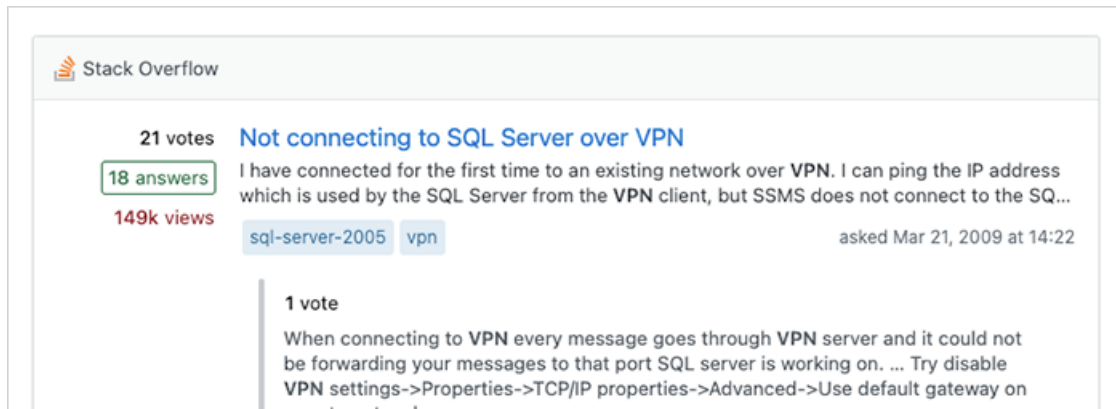 Stack Overflow
21 votes
Not connecting to SQL Server over VPN
18 answers
I have connected for the first time to an existing network over VPN. I can ping the IP address
which is used by the SQL Server from the VPN client, but SSMS does not connect to the SQ...
149k views
sql-server-2005 vpn
asked Mar 21, 2009 at 14:22
1 vote
When connecting to VPN every message goes through VPN server and it could not
be forwarding your messages to that port SQL server is working on. ... Try disable
VPN settings->Properties->TCP/IP properties->Advanced->Use default gateway on